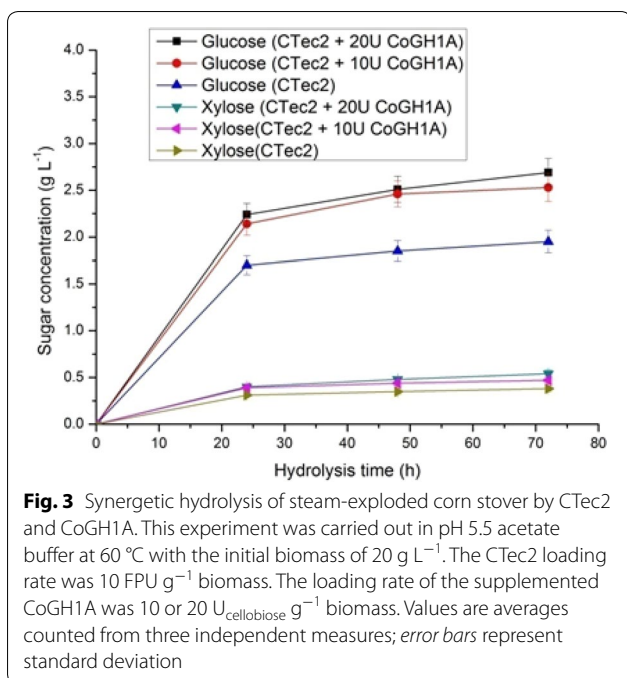 Glucose (CTec2 + 20U CoGH1A)
Glucose (CTec2 + 10U CoGH1A)
Glucose (CTec2)
Xylose (CTec2 + 20U CoGH1A)
Xylose(CTec2 + 10U CoGH1A)
Xylose(CTec2)
4.0
3.5
3.0
2.5
2.0
1.5
1.0
0.5
0.0
Sugar concentration (g L⁻¹)
0 10 20 30 40 50 60 70 80
Hydrolysis time (h)
Fig. 3 Synergetic hydrolysis of steam-exploded corn stover by CTec2
and CoGH1A. This experiment was carried out in pH 5.5 acetate
buffer at 60 °C with the initial biomass of 20 g L⁻¹. The CTec2 loading
rate was 10 FPU g⁻¹ biomass. The loading rate of the supplemented
CoGH1A was 10 or 20 U_cellobiose g⁻¹ biomass. Values are averages
counted from three independent measures; error bars represent
standard deviation